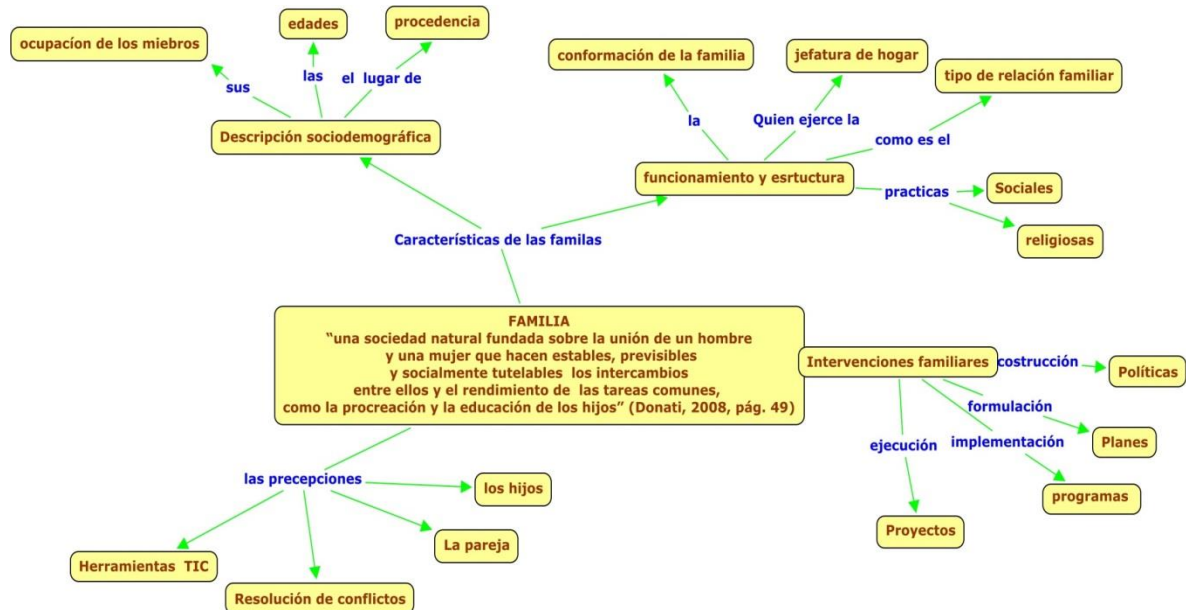 edades
procedencia
ocupacíon de los miebros
las
el lugar de
sus
Descripción sociodemográfica
conformación de la familia
jefatura de hogar
tipo de relación familiar
la
Quien ejerce la
como es el
funcionamiento y esrtuctura
practicas
Sociales
religiosas
Características de las familas
FAMILIA
“una sociedad natural fundada sobre la unión de un hombre
y una mujer que hacen estables, previsibles
y socialmente tutelables los intercambios
entre ellos y el rendimiento de las tareas comunes,
como la procreación y la educación de los hijos” (Donati, 2008, pág. 49)
Intervenciones familiares
costrucción
Políticas
formulación
Planes
implementación
programas
ejecución
Proyectos
las precepciones
los hijos
La pareja
Herramientas TIC
Resolución de conflictos